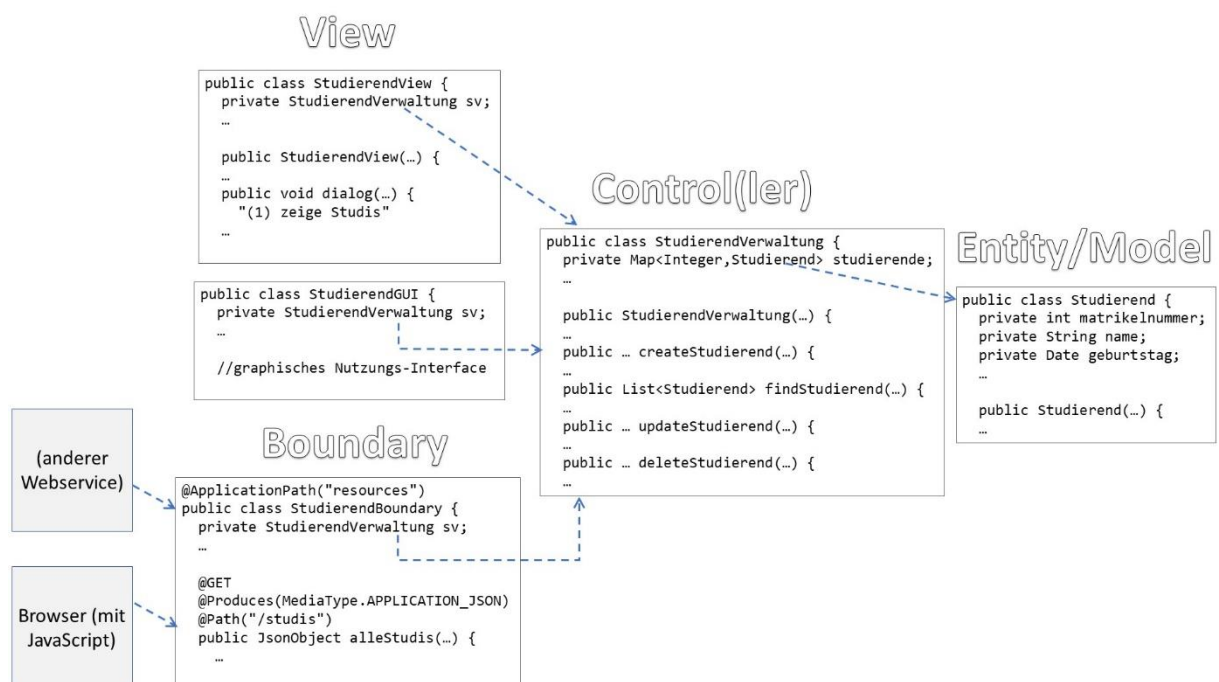 View
public class StudierendView {
private StudierendVerwaltung sv;
…
public StudierendView(…) {
…
public void dialog(…) {
"(1) zeige Studis"
…
public class StudierendGUI {
private StudierendVerwaltung sv;
…
//graphisches Nutzungs-Interface
Control(ler)
public class StudierendVerwaltung {
private Map<Integer,Studierend> studierende;
…
public StudierendVerwaltung(…) {
…
public … createStudierend(…) {
…
public List<Studierend> findStudierend(…) {
…
public … updateStudierend(…) {
…
public … deleteStudierend(…) {
…
Entity/Model
public class Studierend {
private int matrikelnummer;
private String name;
private Date geburtstag;
…
public Studierend(…) {
…
(anderer
Webservice)
Browser (mit
JavaScript)
Boundary
@ApplicationPath("resources")
public class StudierendBoundary {
private StudierendVerwaltung sv;
…
@GET
@Produces(MediaType.APPLICATION_JSON)
@Path("/studis")
public JsonObject alleStudis(…) {
…